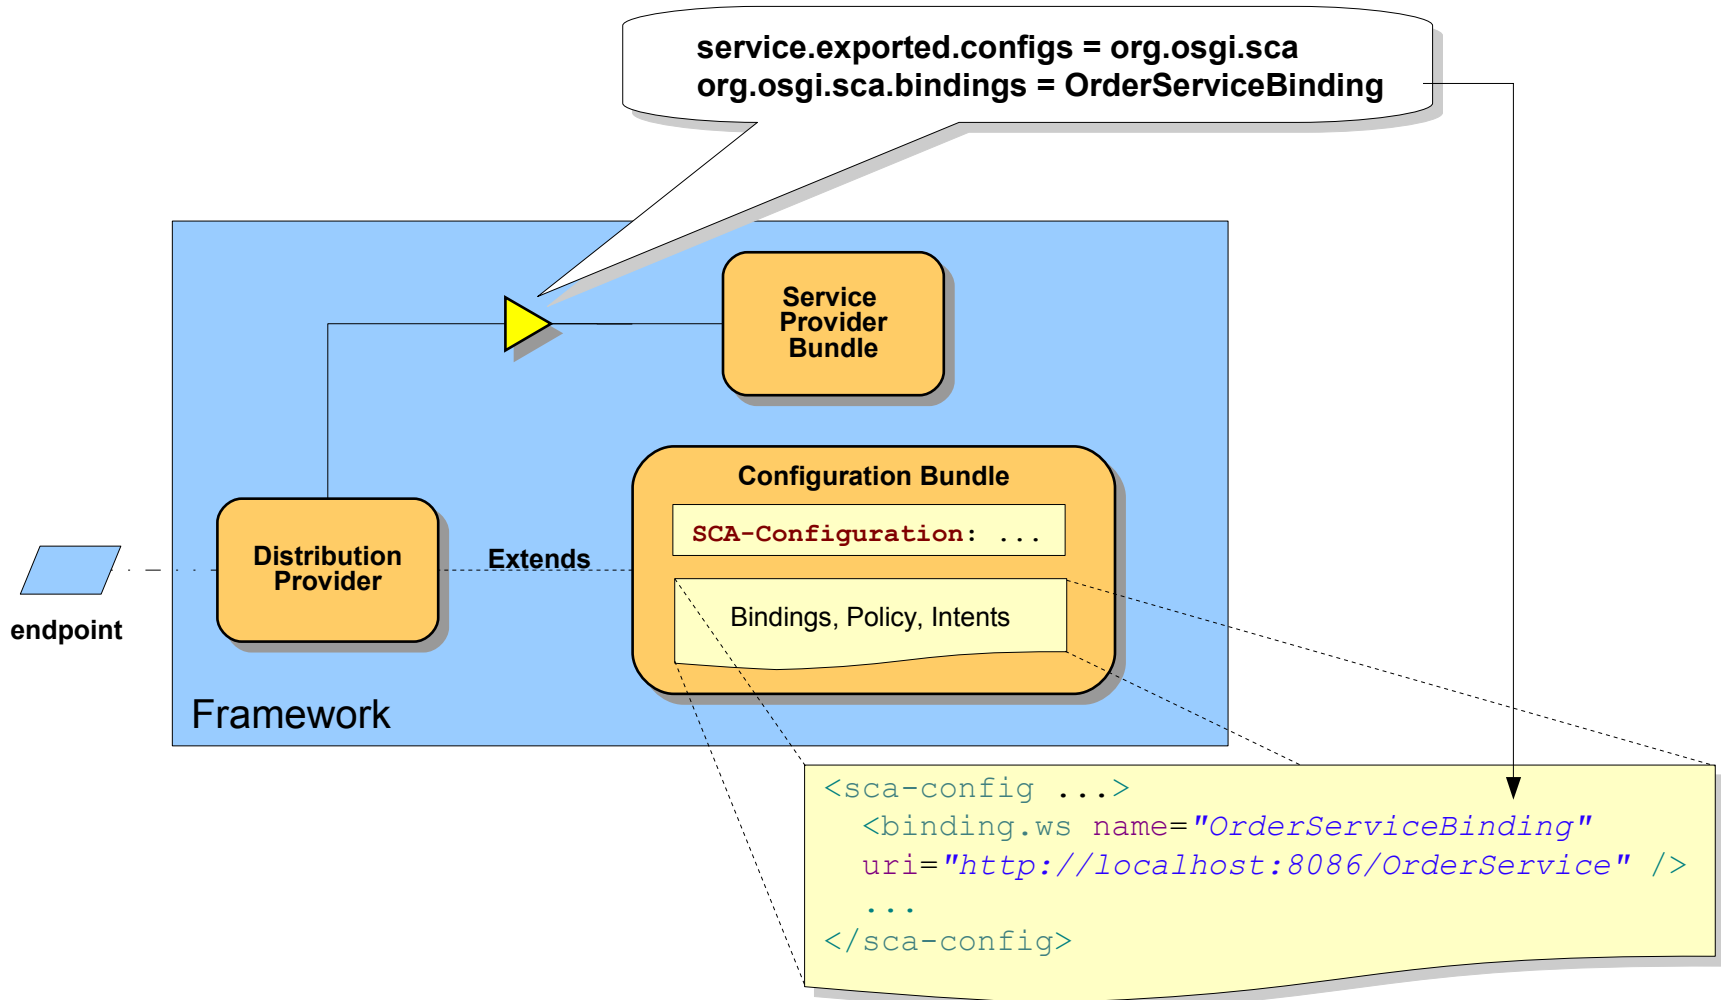 service.exported.configs = org.osgi.sca
org.osgi.sca.bindings = OrderServiceBinding
Service
Provider
Bundle
Configuration Bundle
SCA-Configuration: ...
Distribution
Provider
Extends
Bindings, Policy, Intents
endpoint
Framework
<sca-config ...>
<binding.ws name="OrderServiceBinding"
uri="http://localhost:8086/OrderService" />
...
</sca-config>